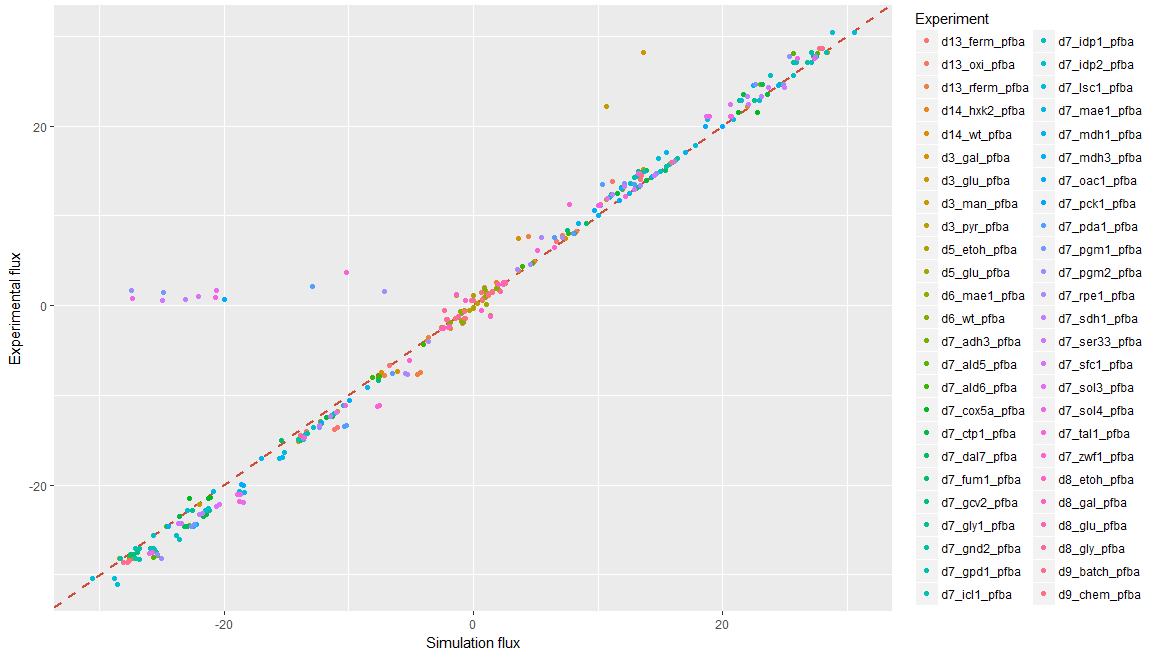 Experiment
d13_ferm_pfba
d13_oxi_pfba
d13_rferm_pfba
d14_hxk2_pfba
d14_wt_pfba
d3_gal_pfba
d3_glu_pfba
d3_man_pfba
d3_pyr_pfba
d5_etoh_pfba
d5_glu_pfba
d6_mae1_pfba
d6_wt_pfba
d7_adh3_pfba
d7_ald5_pfba
d7_ald6_pfba
d7_cox5a_pfba
d7_ctp1_pfba
d7_dal7_pfba
d7_fum1_pfba
d7_gcv2_pfba
d7_gly1_pfba
d7_gnd2_pfba
d7_gpd1_pfba
d7_icl1_pfba
d7_idp1_pfba
d7_idp2_pfba
d7_lsc1_pfba
d7_mae1_pfba
d7_mdh1_pfba
d7_mdh3_pfba
d7_oac1_pfba
d7_pck1_pfba
d7_pda1_pfba
d7_pgm1_pfba
d7_pgm2_pfba
d7_rpe1_pfba
d7_sdh1_pfba
d7_ser33_pfba
d7_sfc1_pfba
d7_sol3_pfba
d7_sol4_pfba
d7_tal1_pfba
d7_zwf1_pfba
d8_etoh_pfba
d8_gal_pfba
d8_glu_pfba
d8_gly_pfba
d9_batch_pfba
d9_chem_pfba
Experimental flux
20
0
-20
-20
0
20
Simulation flux